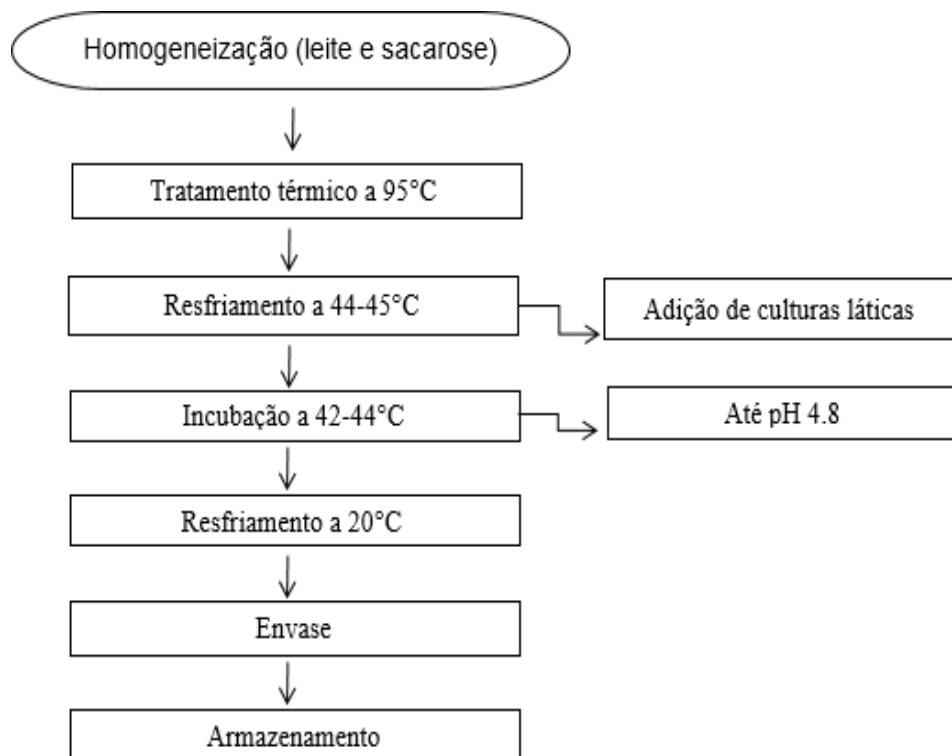 Homogeneização (leite e sacarose)
Tratamento térmico a 95°C
Resfriamento a 44-45°C
Adição de culturas láticas
Incubação a 42-44°C
Até pH 4.8
Resfriamento a 20°C
Envase
Armazenamento